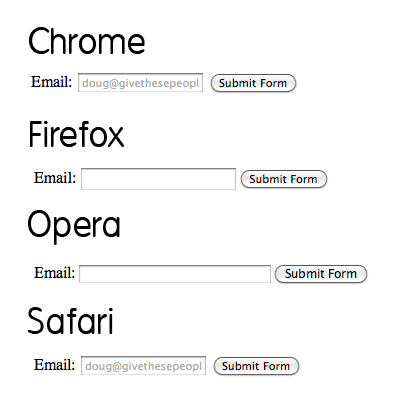 Chrome
Email: doug@givethesepeopl Submit Form
Firefox
Email: Submit Form
Opera
Email: Submit Form
Safari
Email: doug@givethesepeopl Submit Form